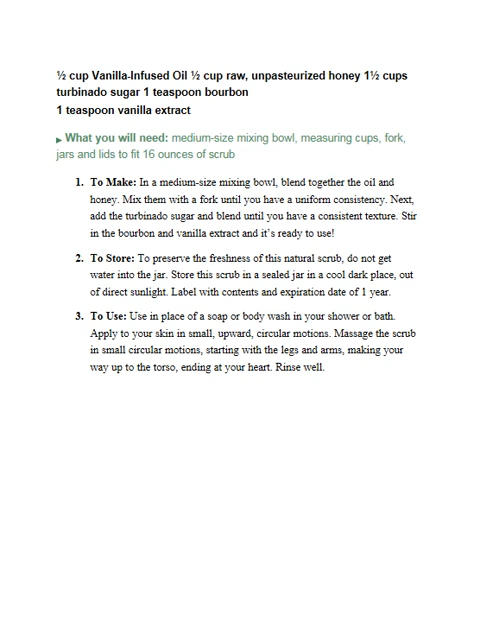 ½ cup Vanilla-Infused Oil ½ cup raw, unpasteurized honey 1½ cups
turbinado sugar 1 teaspoon bourbon
1 teaspoon vanilla extract
▶ What you will need: medium-size mixing bowl, measuring cups, fork,
jars and lids to fit 16 ounces of scrub
1. To Make: In a medium-size mixing bowl, blend together the oil and
honey. Mix them with a fork until you have a uniform consistency. Next,
add the turbinado sugar and blend until you have a consistent texture. Stir
in the bourbon and vanilla extract and it's ready to use!
2. To Store: To preserve the freshness of this natural scrub, do not get
water into the jar. Store this scrub in a sealed jar in a cool dark place, out
of direct sunlight. Label with contents and expiration date of 1 year.
3. To Use: Use in place of a soap or body wash in your shower or bath.
Apply to your skin in small, upward, circular motions. Massage the scrub
in small circular motions, starting with the legs and arms, making your
way up to the torso, ending at your heart. Rinse well.